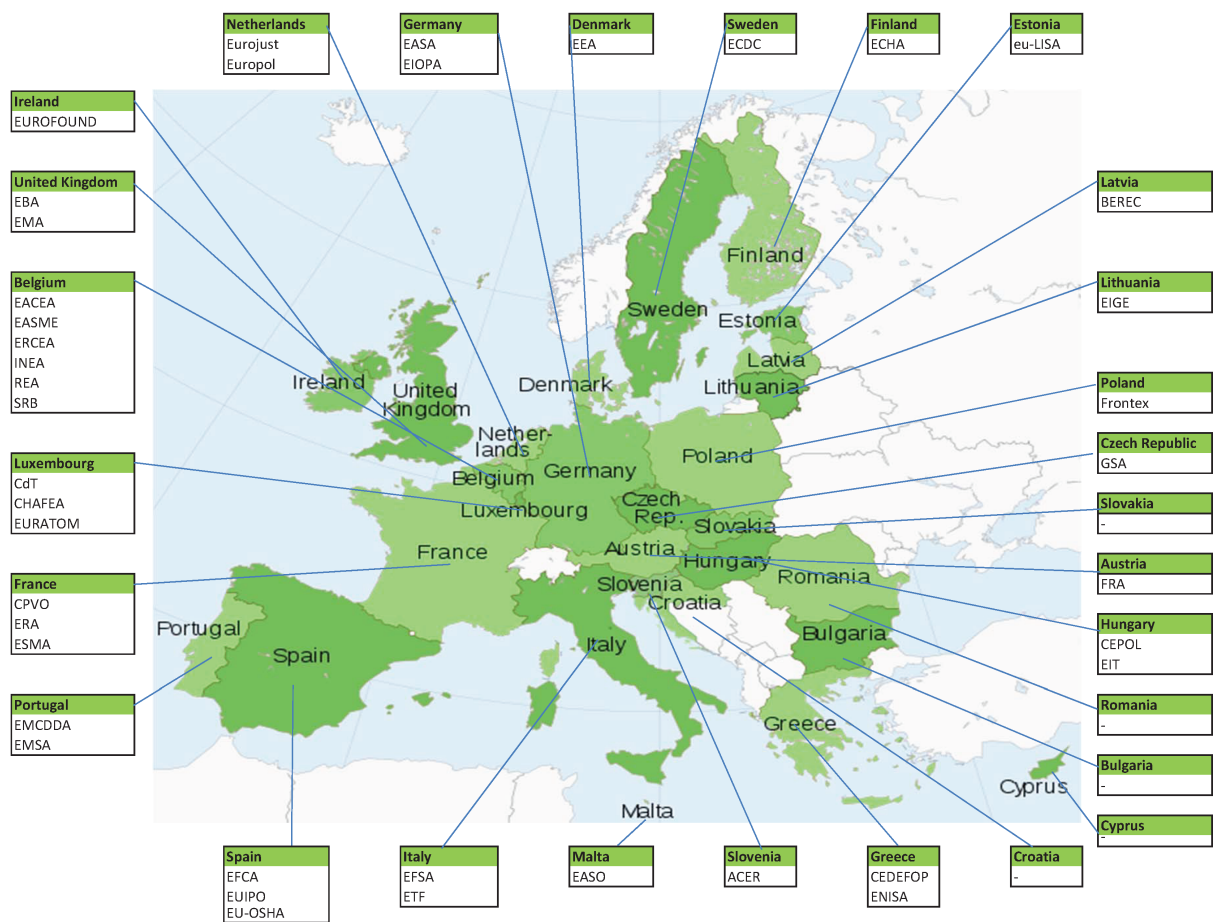 Netherlands
Eurojust
Europol
Germany
EASA
EIOPA
Denmark
EEA
Sweden
ECDC
Finland
ECHA
Estonia
eu-LISA
Ireland
EUROFOUND
United Kingdom
EBA
EMA
Belgium
EACEA
EASME
ERCEA
INEA
REA
SRB
Luxembourg
CdT
CHAFEA
EURATOM
France
CPVO
ERA
ESMA
Portugal
EMCDDA
EMSA
Finland
Sweden
Estonia
Latvia
Lithuania
Denmark
Ireland
United
Kingdom
Nether-
lands
Belgium
Germany
Poland
Luxembourg
Czech
Rep.
Slovakia
France
Austria
Hungary
Slovenia
Croatia
Romania
Portugal
Spain
Italy
Bulgaria
Greece
Cyprus
Malta
Latvia
BEREC
Lithuania
EIGE
Poland
Frontex
Czech Republic
GSA
Slovakia
-
Austria
FRA
Hungary
CEPOL
EIT
Romania
-
Bulgaria
-
Cyprus
-
Spain
EFCA
EUIPO
EU-OSHA
Italy
EFSA
ETF
Malta
EASO
Slovenia
ACER
Greece
CEDEFOP
ENISA
Croatia
-